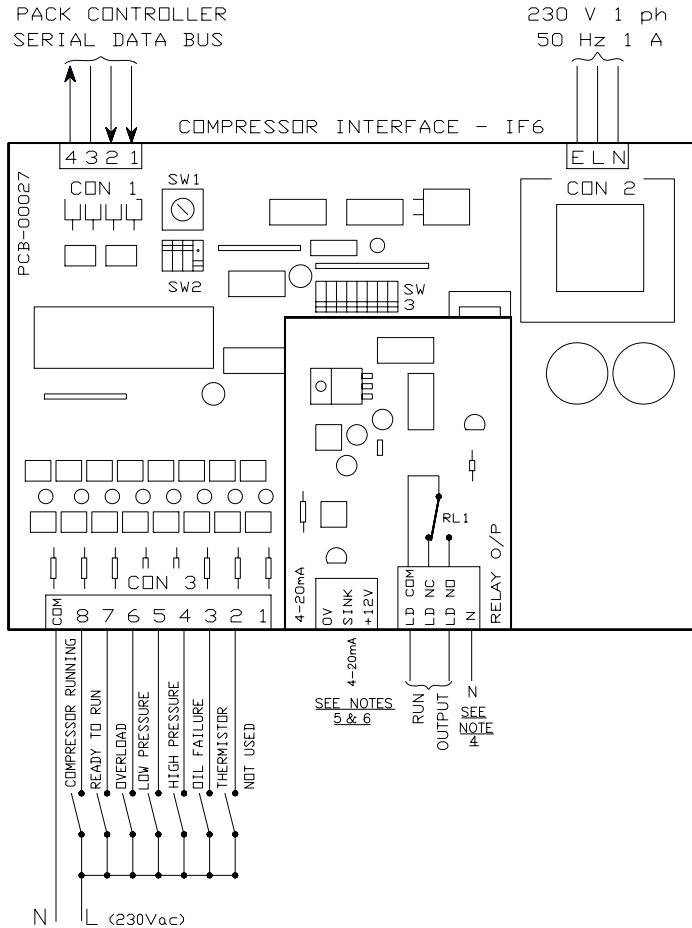 PACK CONTROLLER
SERIAL DATA BUS
230 V 1 ph
50 Hz 1 A
COMPRESSOR INTERFACE - IF6
4 3 2 1
E L N
CON 1
CON 2
PCB-00027
SW1
SW2
SW
3
RL1
4-20mA
0V
SINK
+12V
LD COM
LD NC
LD NO
N
RELAY O/P
CON 3
COM 8 7 6 5 4 3 2 1
COMPRESSOR RUNNING
READY TO RUN
OVERLOAD
LOW PRESSURE
HIGH PRESSURE
OIL FAILURE
THERMISTOR
NOT USED
4-20mA
SEE NOTES
5 & 6
RUN
OUTPUT
N
SEE
NOTE
4
N L (230Vac)